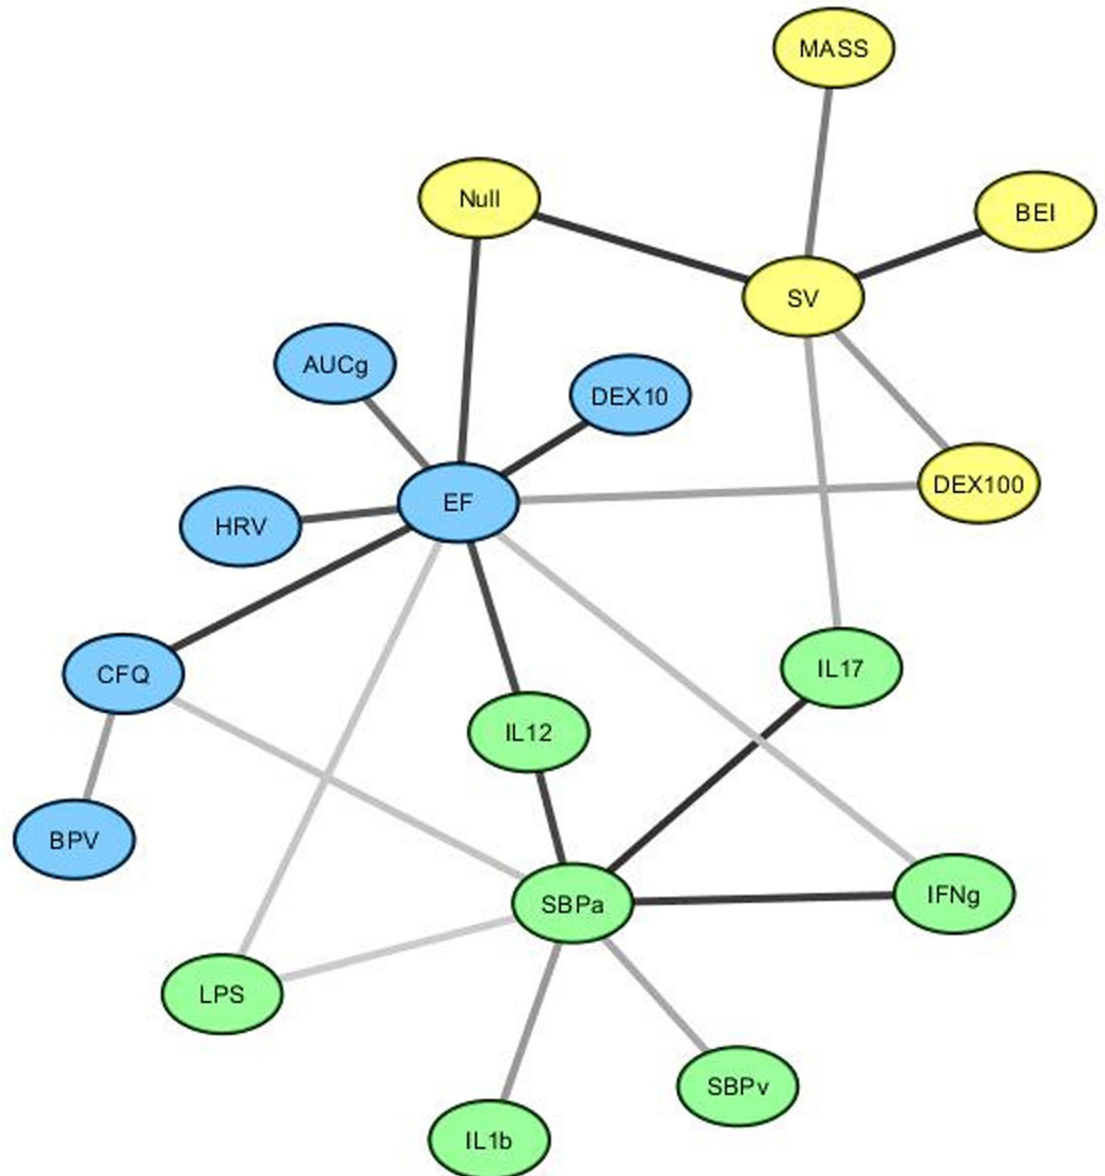 MASS
Null
BEI
SV
AUCg
DEX10
DEX100
EF
HRV
IL17
CFQ
IL12
BPV
IFNg
SBPa
LPS
SBPv
IL1b